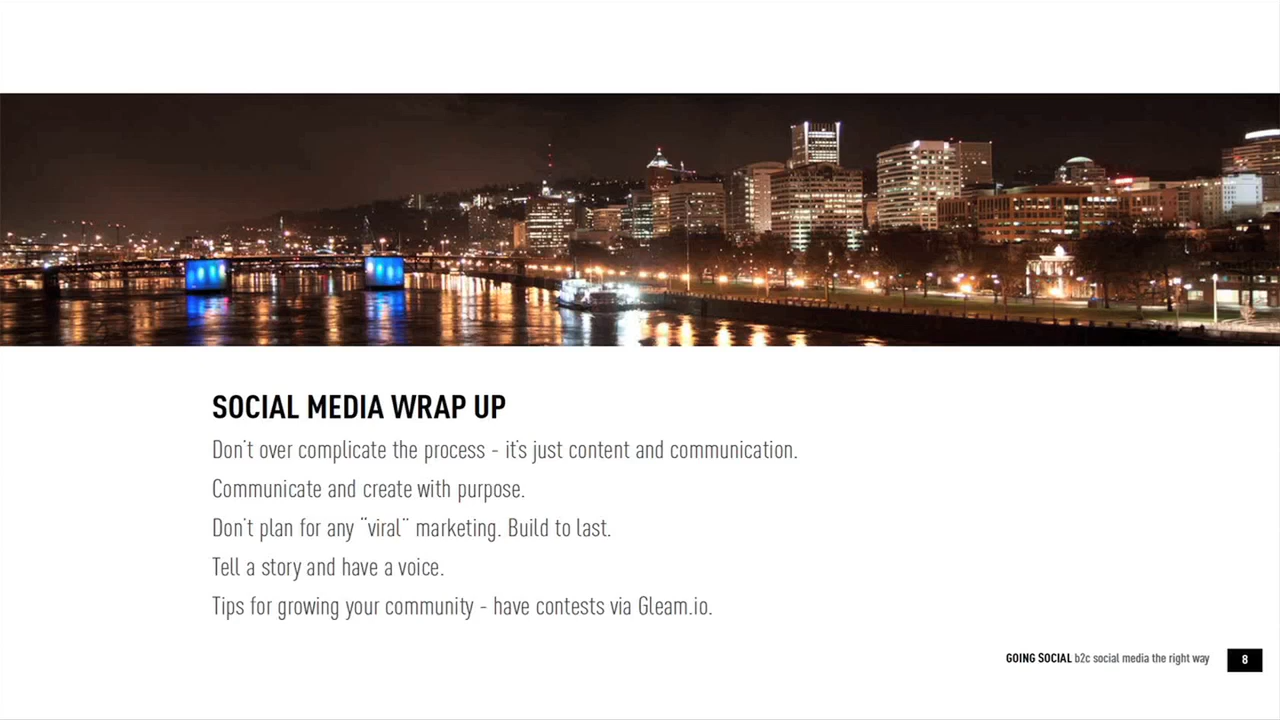 SOCIAL MEDIA WRAP UP
Don't over complicate the process - it's just content and communication.
Communicate and create with purpose.
Don't plan for any "viral" marketing. Build to last.
Tell a story and have a voice.
Tips for growing your community - have contests via Gleam.io.
GOING SOCIAL b2c social media the right way 8